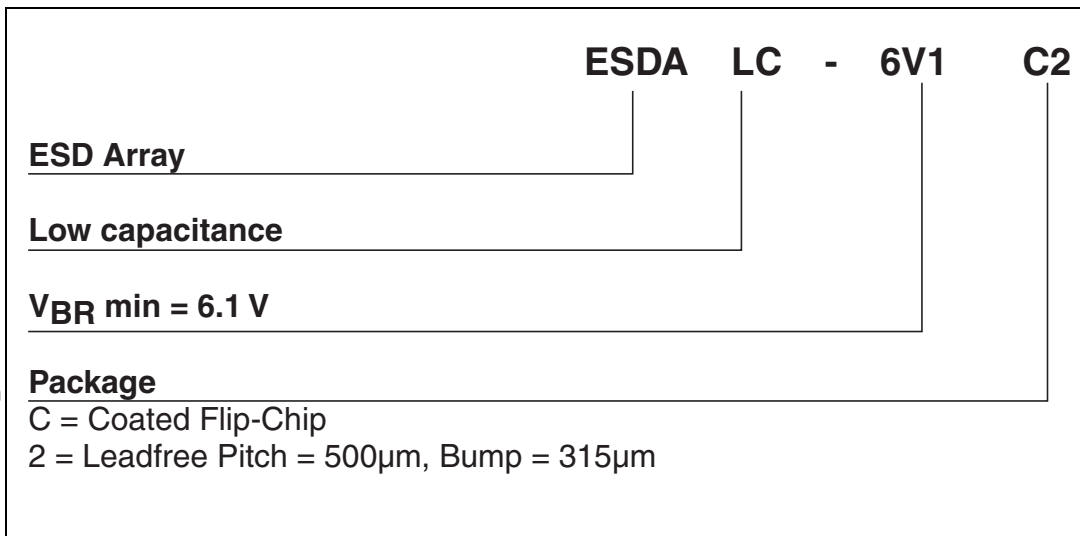 ESDA LC - 6V1 C2
ESD Array
Low capacitance
VBR min = 6.1 V
Package
C = Coated Flip-Chip
2 = Leadfree Pitch = 500µm, Bump = 315µm